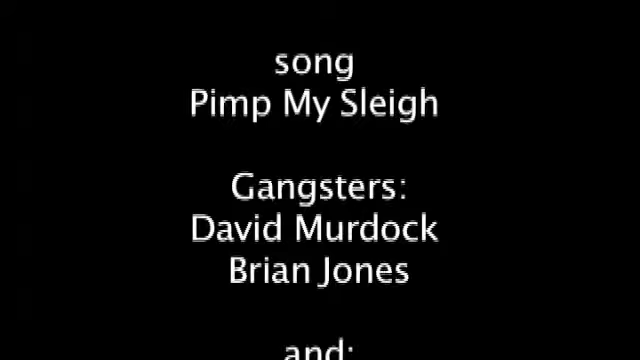 song
Pimp My Sleigh
Gangsters:
David Murdock
Brian Jones
and: